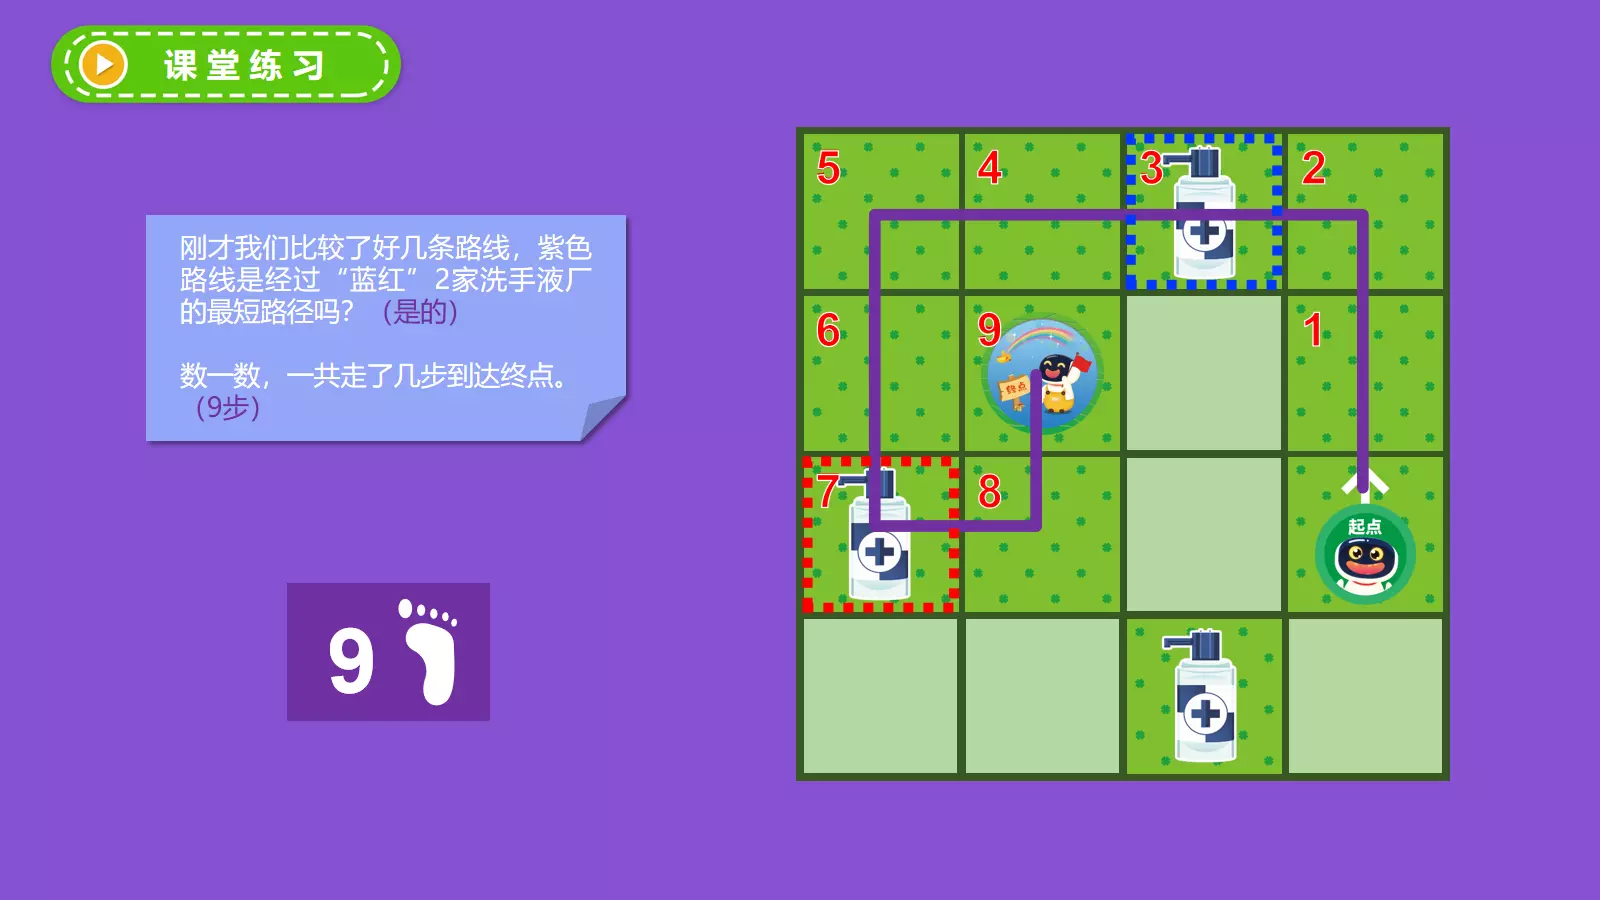 课堂练习
刚才我们比较了好几条路线，紫色
路线是经过“蓝红”2家洗手液厂
的最短路径吗？（是的）
数一数，一共走了几步到达终点。
（9步）
9
5
4
3
2
6
9
1
终点
7
8
起点